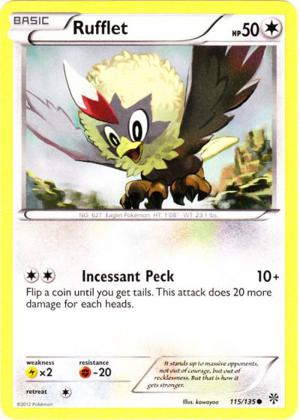 BASIC
Rufflet HP 50
NO. 627 Eaglet Pokémon HT: 1'08" WT: 23.1 lbs.
Incessant Peck 10+
Flip a coin until you get tails. This attack does 20 more
damage for each heads.
weakness resistance
×2 -20
retreat
It stands up to massive opponents,
not out of courage, but out of
recklessness. But that is how it
gets stronger.
Illus. kawayoo 115/135
©2012 Pokémon